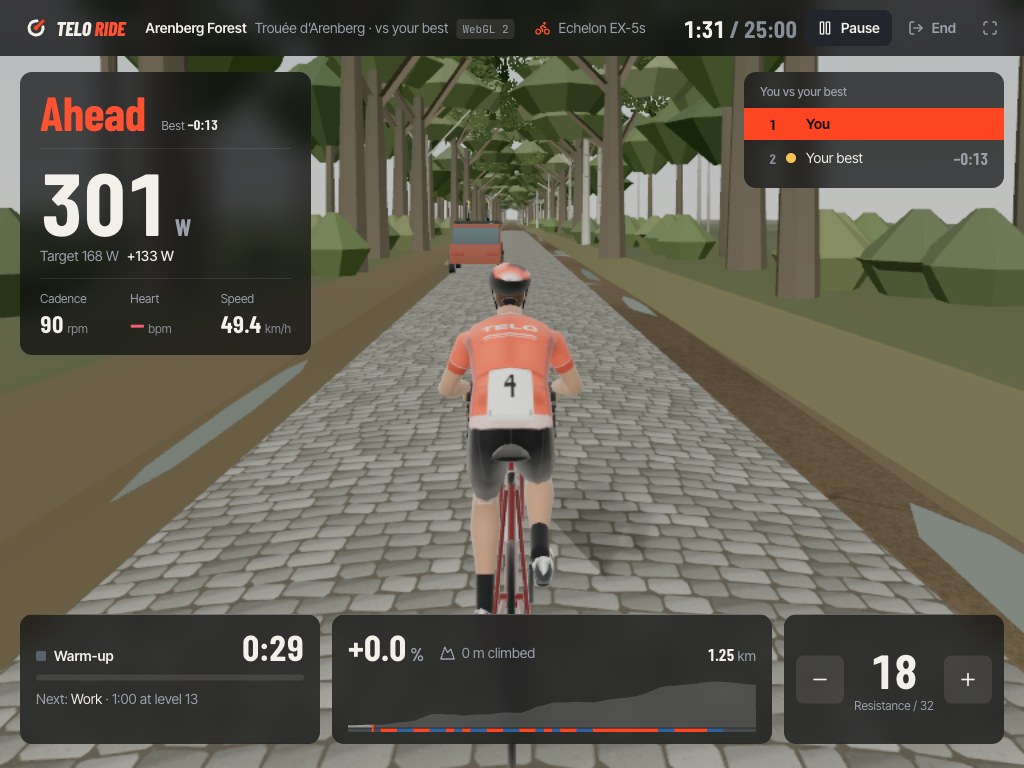 TELO RIDE Arenberg Forest Trouée d'Arenberg · vs your best WebGL 2 Echelon EX-5s 1:31 / 25:00 Pause End
Ahead Best −0:13
301 W
Target 168 W +133 W
Cadence Heart Speed
90 rpm – bpm 49.4 km/h
You vs your best
1 You
2 Your best −0:13
TELO
4
Warm-up 0:29
Next: Work · 1:00 at level 13
+0.0 % 0 m climbed 1.25 km
− 18 +
Resistance / 32